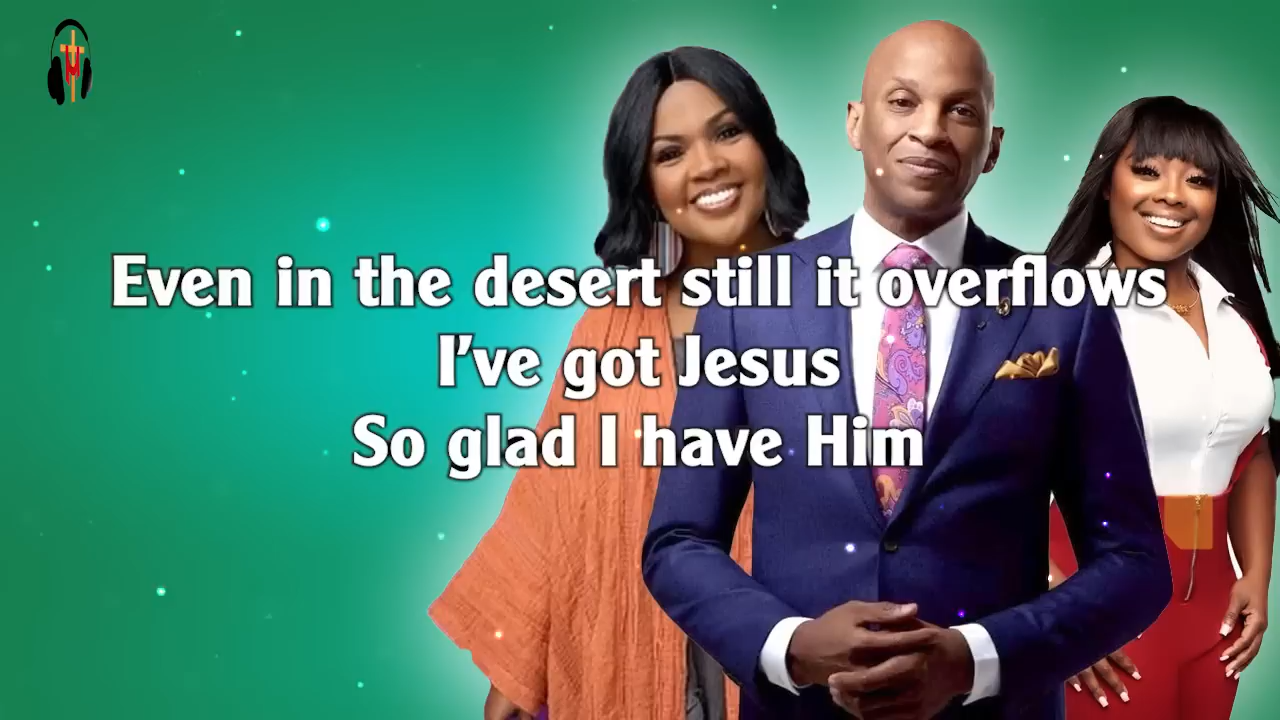 Even in the desert still it overflows
I've got Jesus
So glad I have Him